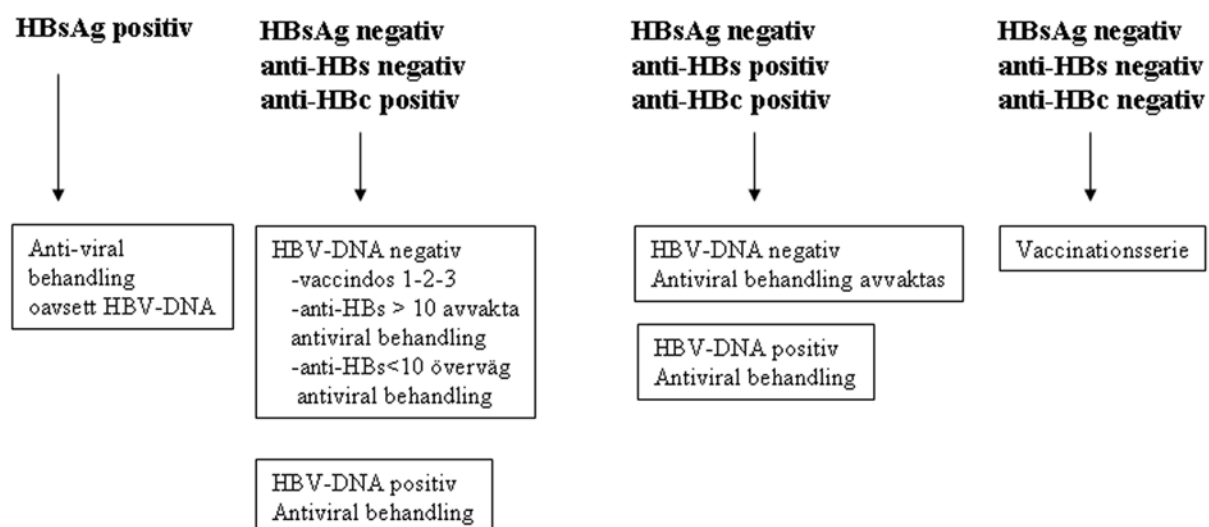 HBsAg positiv
HBsAg negativ
anti-HBs negativ
anti-HBc positiv
HBsAg negativ
anti-HBs positiv
anti-HBc positiv
HBsAg negativ
anti-HBs negativ
anti-HBc negativ
Anti-viral
behandling
oavsett HBV-DNA
HBV-DNA negativ
-vaccindos 1-2-3
-anti-HBs > 10 avvakta
antiviral behandling
-anti-HBs<10 överväg
antiviral behandling
HBV-DNA positiv
Antiviral behandling
HBV-DNA negativ
Antiviral behandling avvaktas
HBV-DNA positiv
Antiviral behandling
Vaccinationsserie